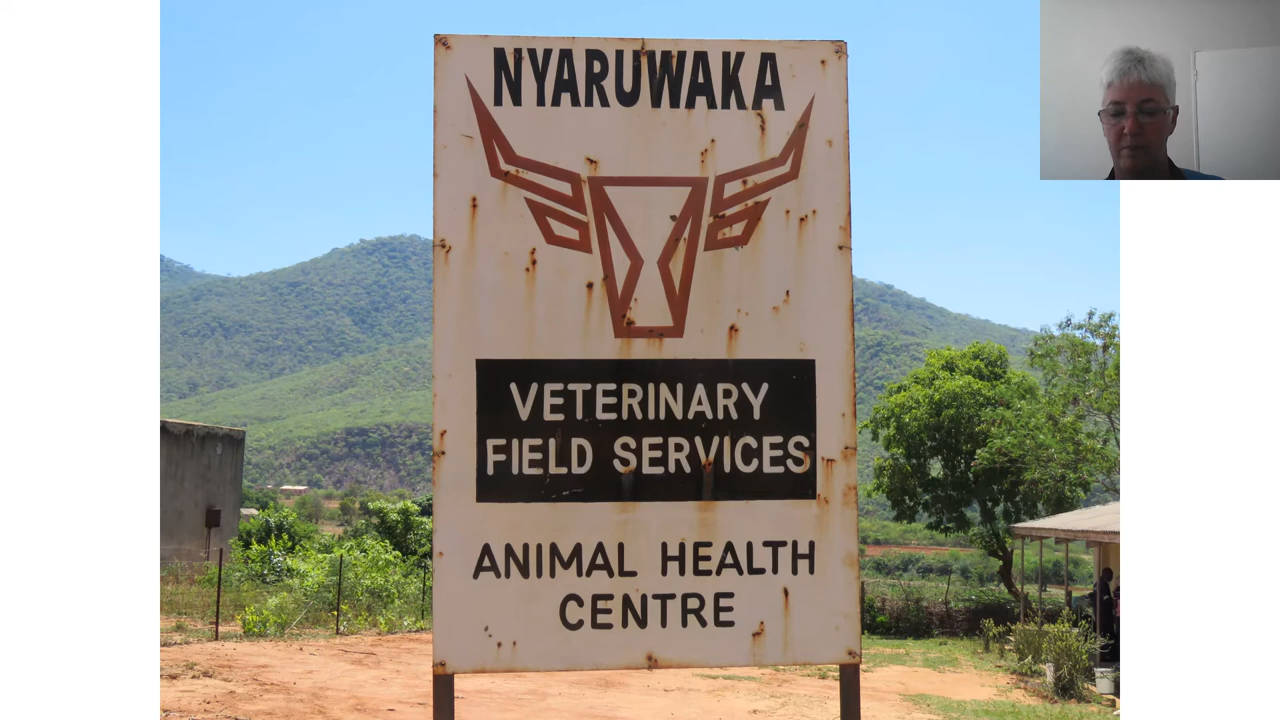 NYARUWAKA
VETERINARY
FIELD SERVICES
ANIMAL HEALTH
CENTRE